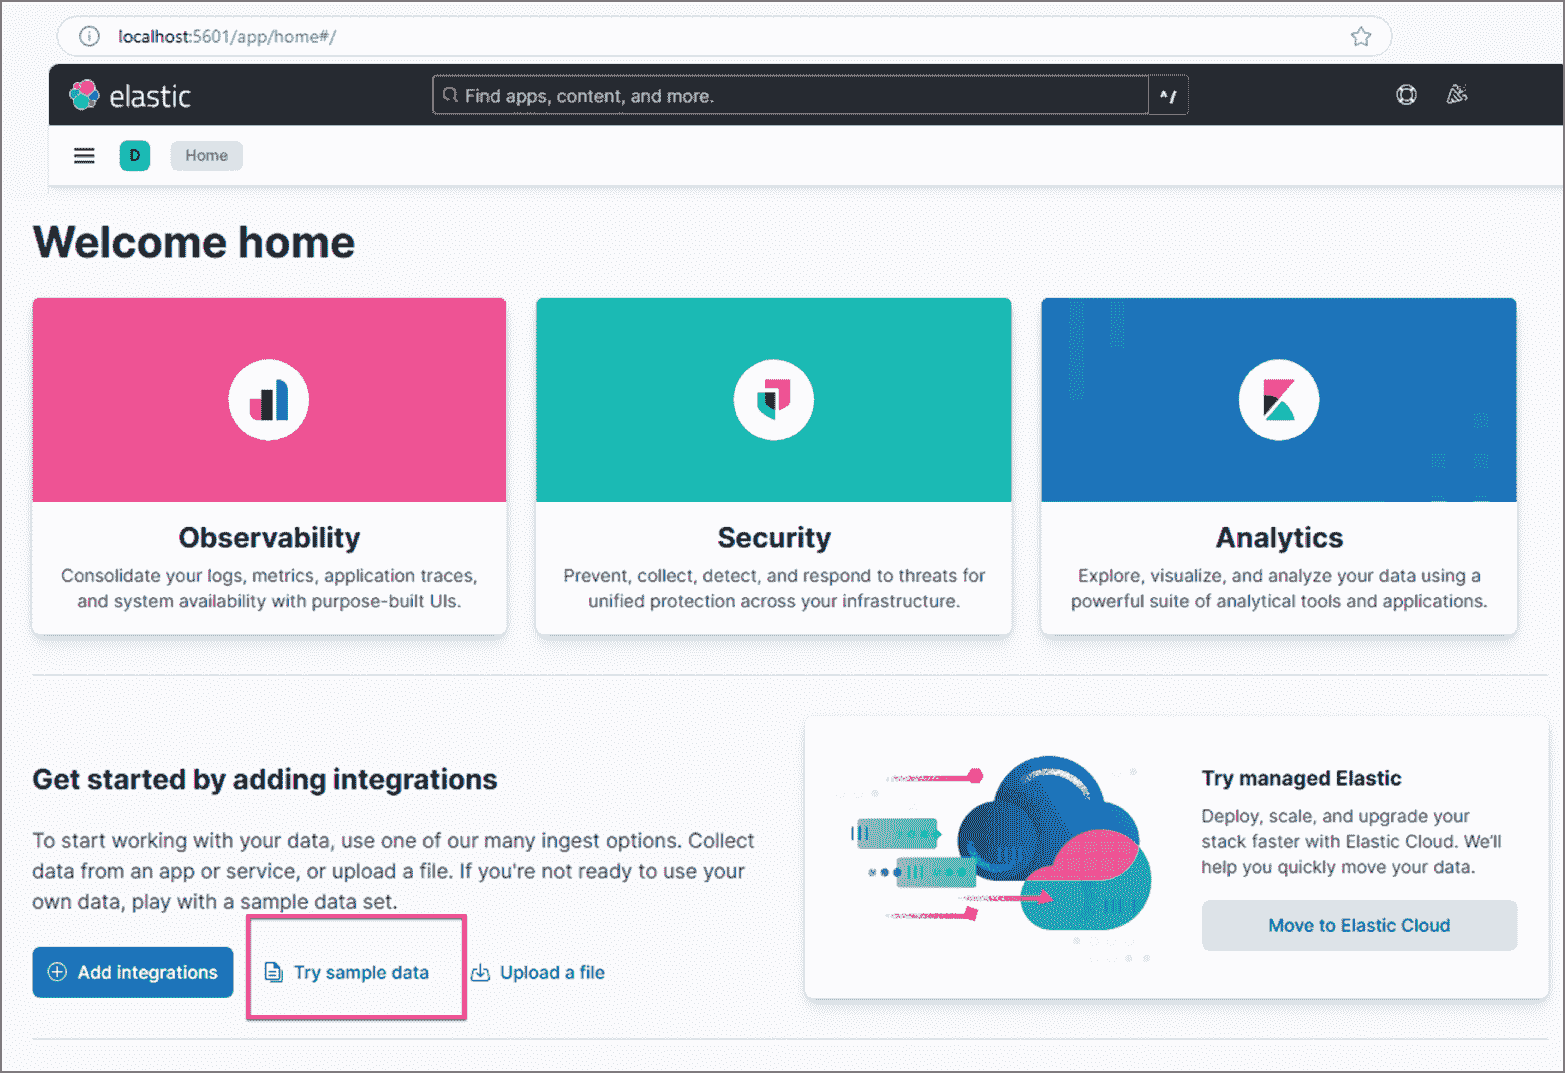 localhost:5601/app/home#/
elastic
Find apps, content, and more.
^/
D
Home
Welcome home
Observability
Consolidate your logs, metrics, application traces,
and system availability with purpose-built UIs.
Security
Prevent, collect, detect, and respond to threats for
unified protection across your infrastructure.
Analytics
Explore, visualize, and analyze your data using a
powerful suite of analytical tools and applications.
Get started by adding integrations
To start working with your data, use one of our many ingest options. Collect
data from an app or service, or upload a file. If you're not ready to use your
own data, play with a sample data set.
Add integrations
Try sample data
Upload a file
Try managed Elastic
Deploy, scale, and upgrade your
stack faster with Elastic Cloud. We'll
help you quickly move your data.
Move to Elastic Cloud